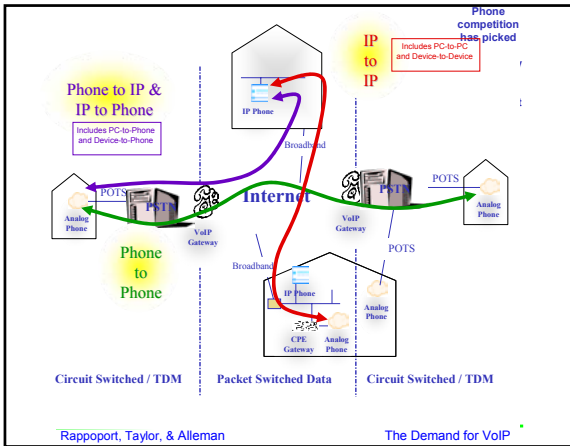 Phone
competition
has picked
IP
to
IP
Includes PC-to-PC
and Device-to-Device
Phone to IP &
IP to Phone
Includes PC-to-Phone
and Device-to-Phone
IP Phone
Broadband
POTS
PSTN
Internet
PSTN
POTS
Analog
Phone
VoIP
Gateway
VoIP
Gateway
Analog
Phone
Phone
to
Phone
POTS
Broadband
IP Phone
Analog
Phone
CPE
Gateway
Analog
Phone
Circuit Switched / TDM
Packet Switched Data
Circuit Switched / TDM
Rappoport, Taylor, & Alleman
The Demand for VoIP